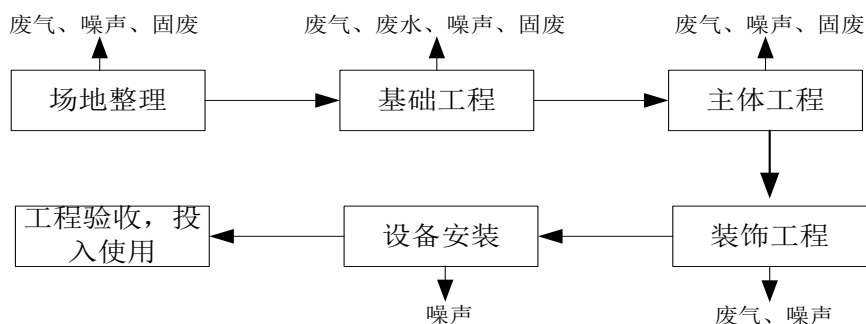 废气、噪声、固废
废气、废水、噪声、固废
废气、噪声、固废
场地整理
基础工程
主体工程
工程验收，投
入使用
设备安装
装饰工程
噪声
废气、噪声